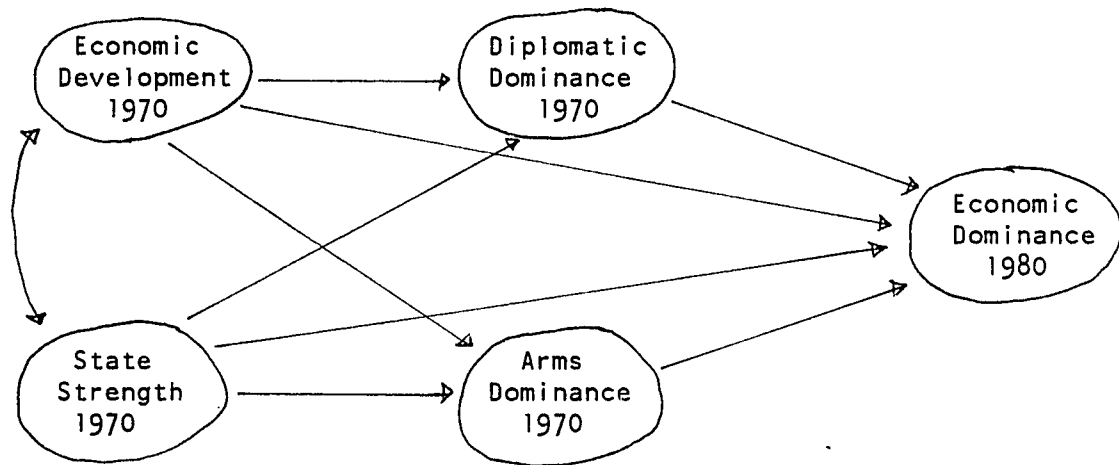 Economic
Development
1970
Diplomatic
Dominance
1970
Economic
Dominance
1980
State
Strength
1970
Arms
Dominance
1970